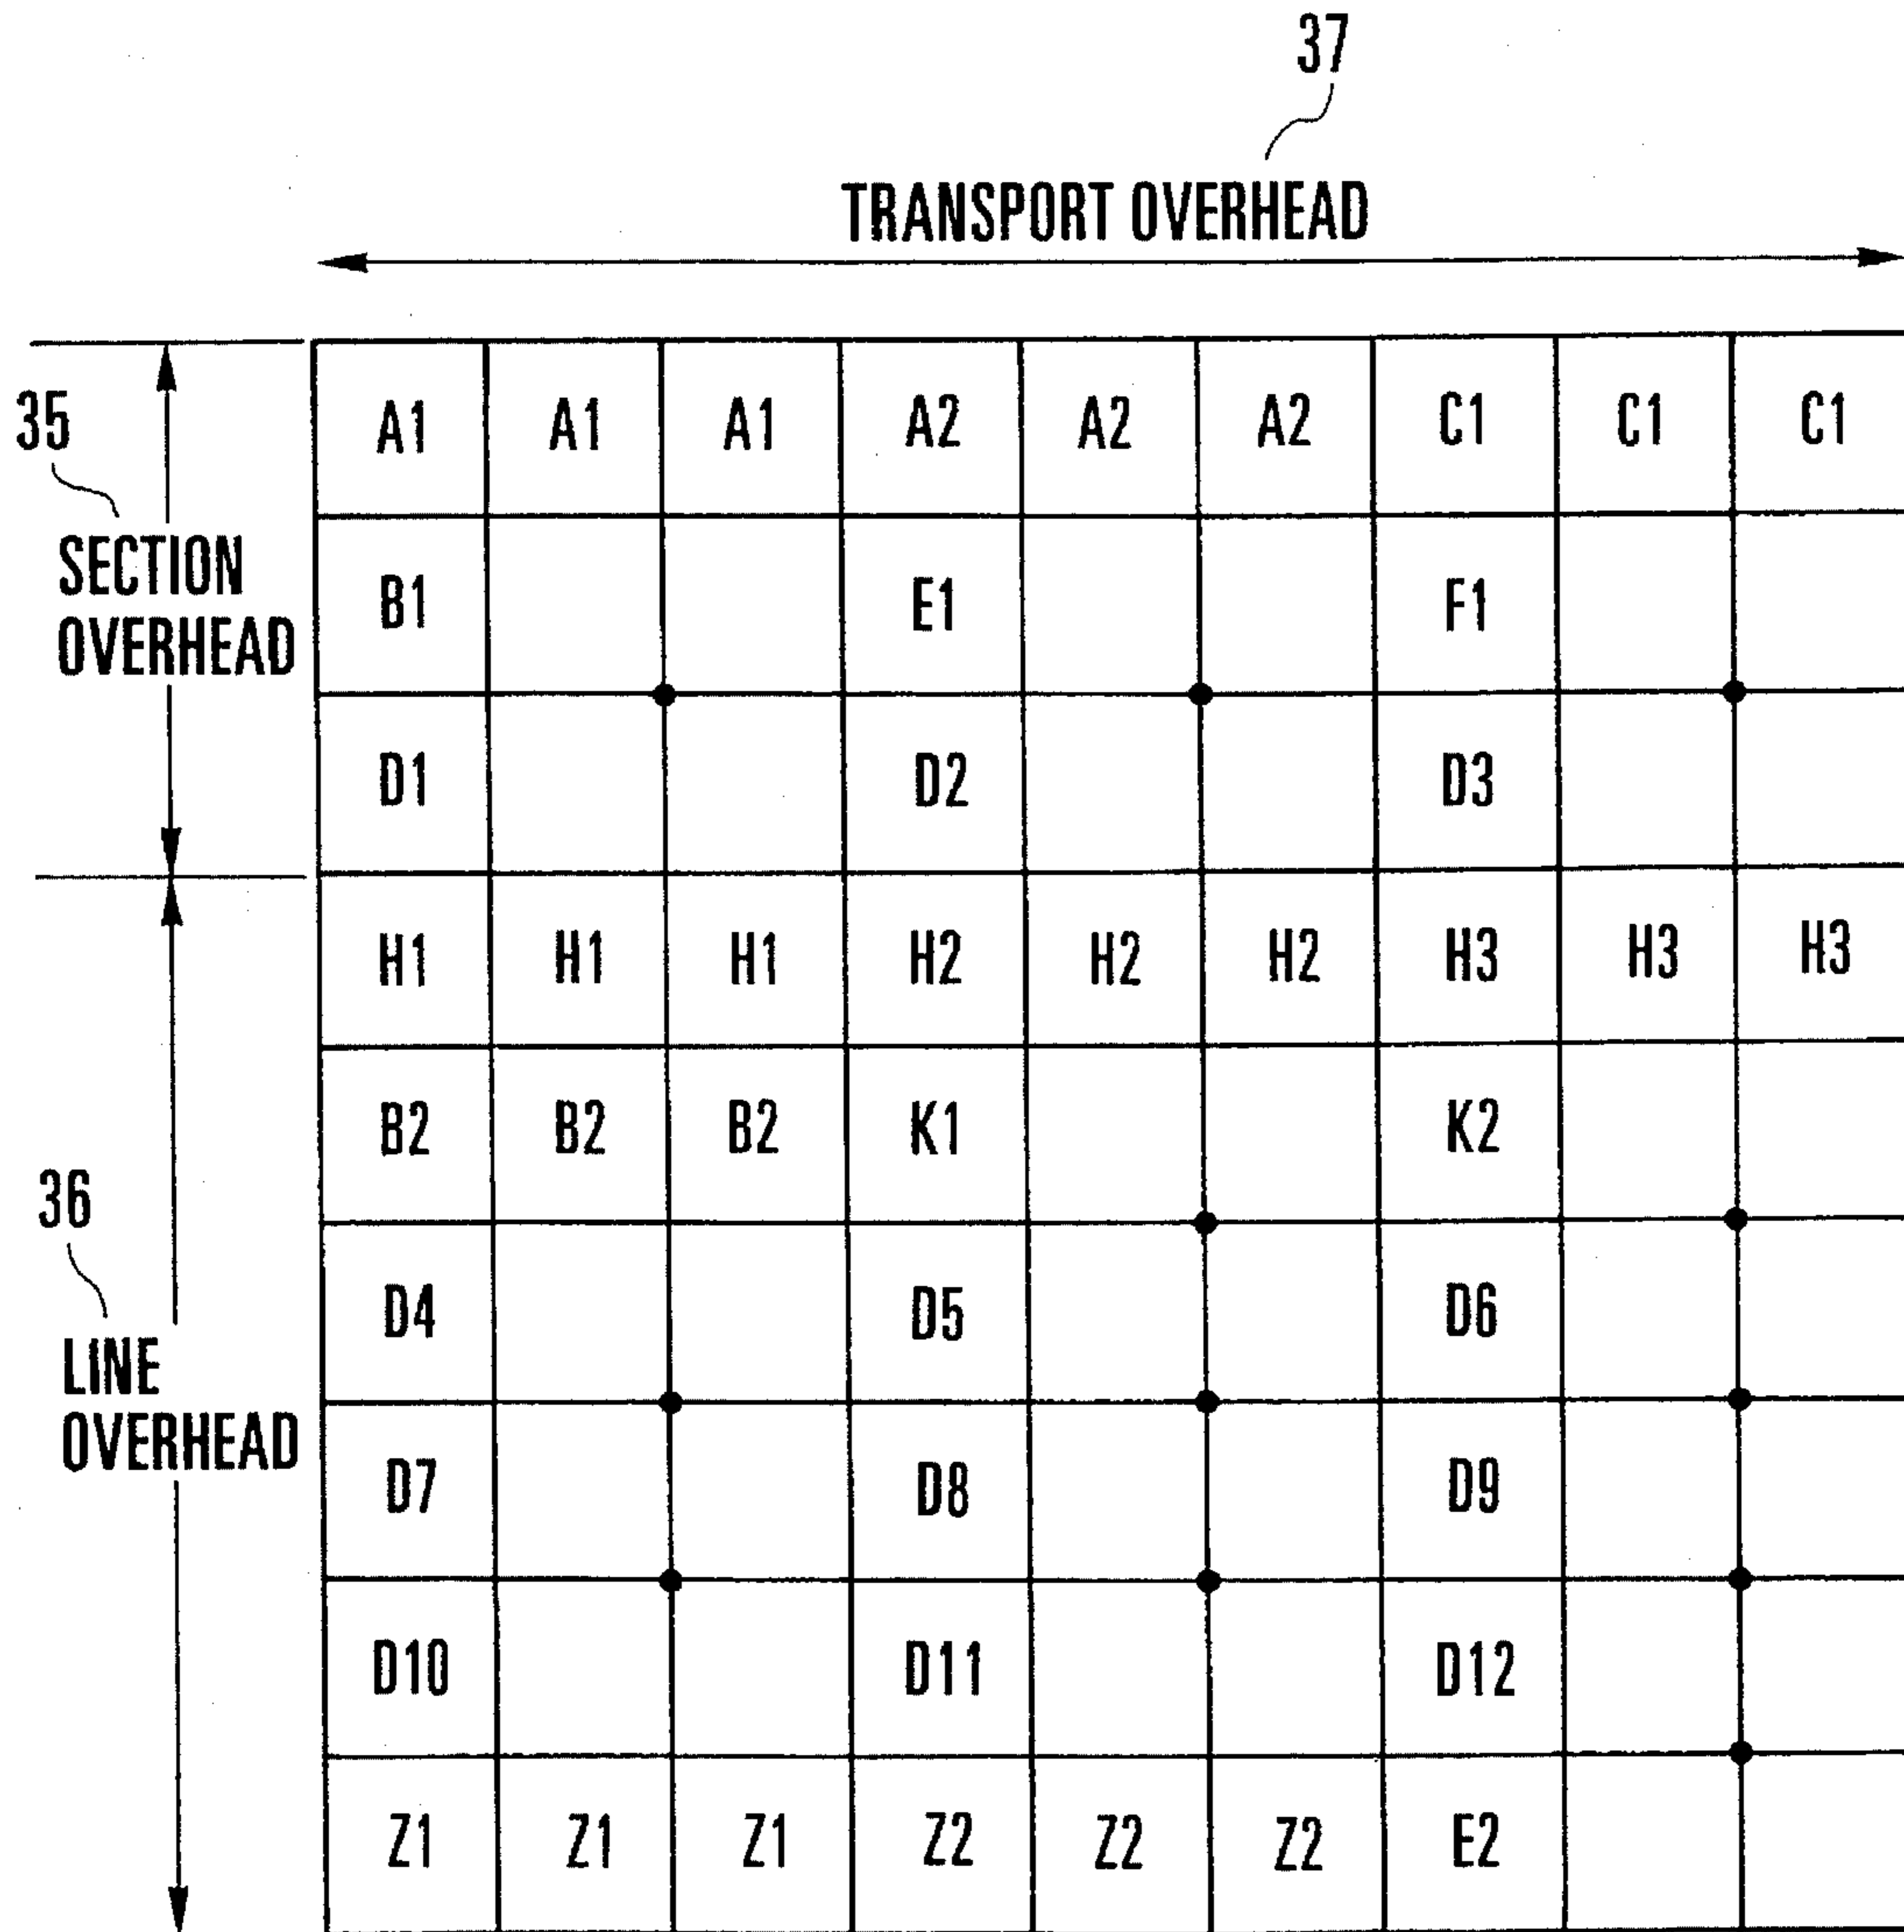 37
TRANSPORT OVERHEAD
35
SECTION
OVERHEAD
36
LINE
OVERHEAD
A1 A1 A1 A2 A2 A2 C1 C1 C1
B1 E1 F1
D1 D2 D3
H1 H1 H1 H2 H2 H2 H3 H3 H3
B2 B2 B2 K1 K2
D4 D5 D6
D7 D8 D9
D10 D11 D12
Z1 Z1 Z1 Z2 Z2 Z2 E2